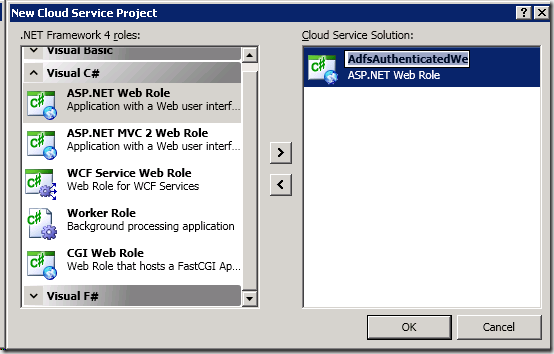 New Cloud Service Project
.NET Framework 4 roles:
Visual Basic
Visual C#
ASP.NET Web Role
Application with a Web user interf...
ASP.NET MVC 2 Web Role
Application with a Web user interf...
WCF Service Web Role
Web Role for WCF Services
Worker Role
Background processing application
CGI Web Role
Web Role that hosts a FastCGI Ap...
Visual F#
>
<
Cloud Service Solution:
AdfsAuthenticatedWe
ASP.NET Web Role
OK
Cancel